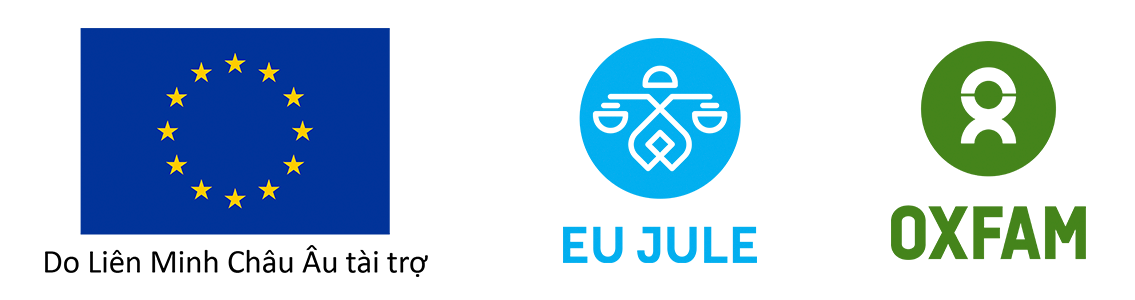 Do Liên Minh Châu Âu tài trợ
EU JULE
OXFAM